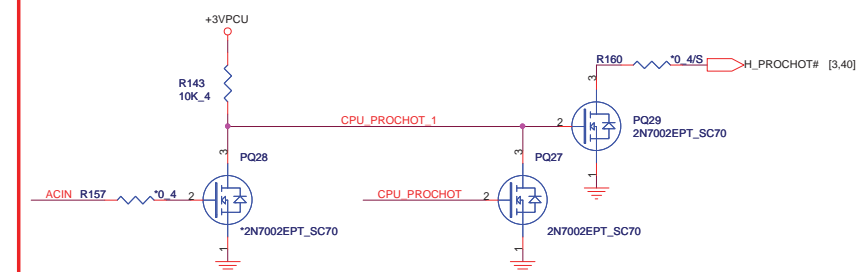 +3VPCU
R143
10K_4
R160
*0_4/S
H_PROCHOT# [3,40]
3
CPU_PROCHOT_1
2
PQ29
2N7002EPT_SC70
1
3
PQ28
3
PQ27
ACIN
R157
*0_4
2
CPU_PROCHOT
2
*2N7002EPT_SC70
2N7002EPT_SC70
1
1